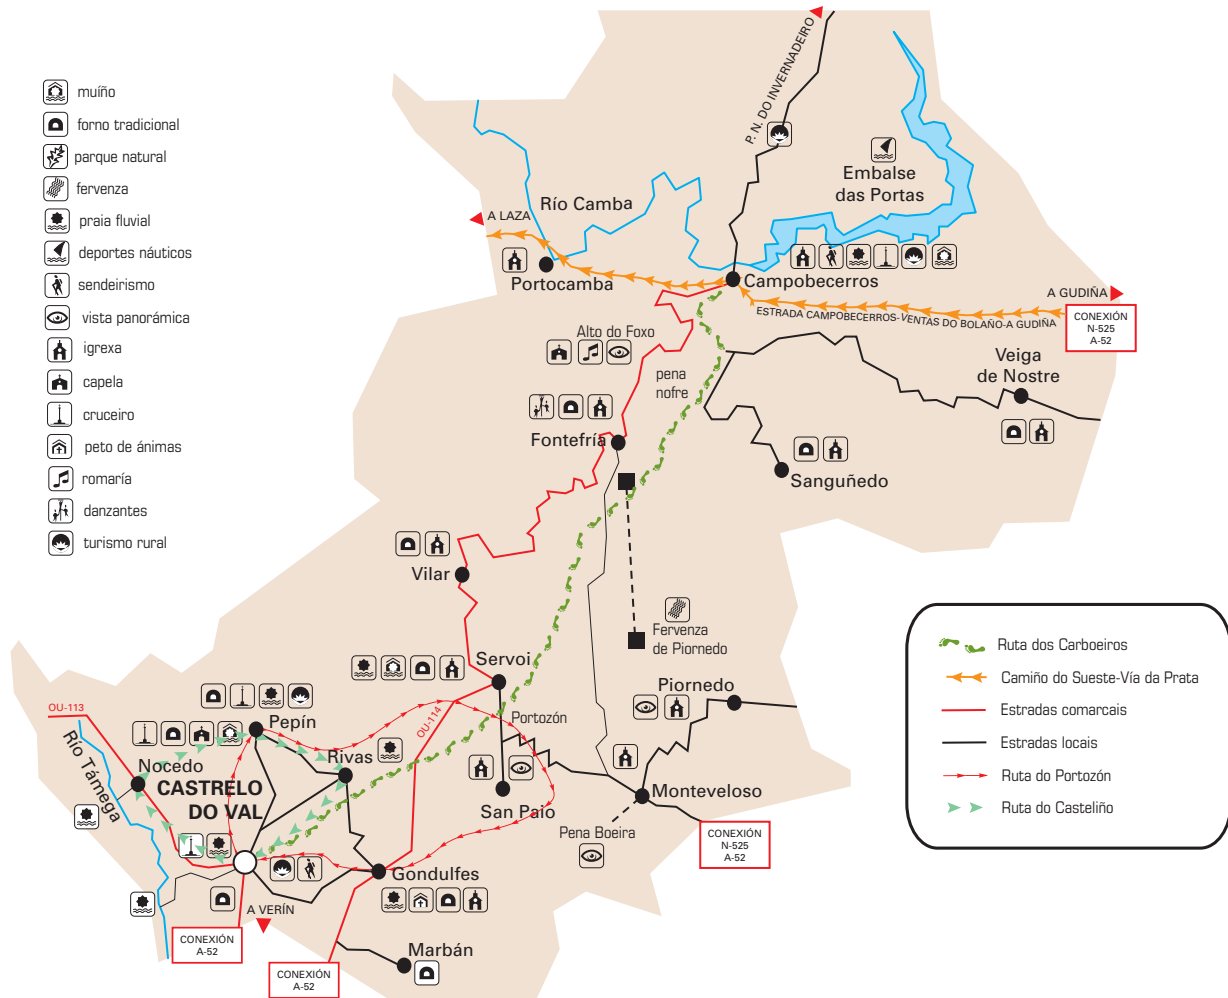 muíño
forno tradicional
parque natural
fervenza
praia fluvial
deportes náuticos
sendeirismo
vista panorámica
igrexa
capela
cruceiro
peto de ánimas
romaría
danzantes
turismo rural
P. N. DO INVERNADEIRO
Embalse
das Portas
Río Camba
A LAZA
Portocamba
Campobecerros
A GUDIÑA
ESTRADA CAMPOBECERROS-VENTAS DO BOLAÑO-A GUDIÑA
CONEXIÓN
N-525
A-52
Alto do Foxo
pena
nofre
Veiga
de Nostre
Fontefría
Sanguñedo
Vilar
Fervenza
de Piornedo
Servoi
Piornedo
Portozón
OU-114
OU-113
Pepín
Rivas
Río Támega
Nocedo
CASTRELO
DO VAL
San Paio
Monteveloso
Pena Boeira
CONEXIÓN
N-525
A-52
Gondulfes
A VERÍN
CONEXIÓN
A-52
Marbán
CONEXIÓN
A-52
Ruta dos Carboeiros
Camiño do Sueste-Vía da Prata
Estradas comarcais
Estradas locais
Ruta do Portozón
Ruta do Casteliño